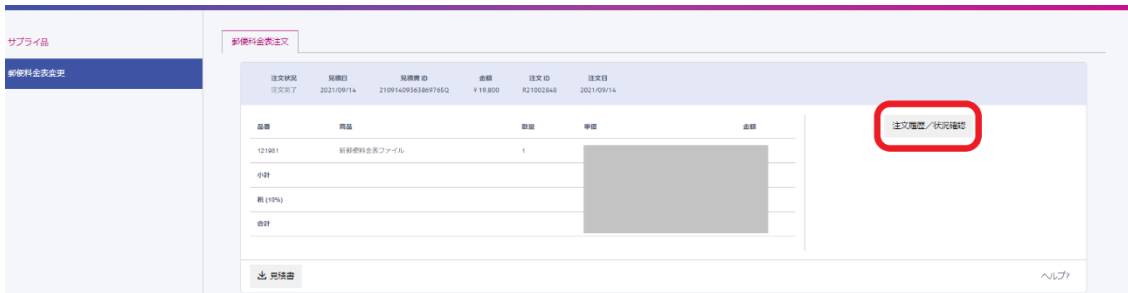 サプライ品
郵便料金表変更
郵便料金表注文
注文状況 見積日 見積書 ID 金額 注文 ID 注文日
注文完了 2021/09/14 21091409363869765Q ¥ 19,800 R21002848 2021/09/14
品番 商品 数量 単価 金額
121981 新郵便料金表ファイル 1
小計
税 (10%)
合計
注文履歴／状況確認
見積書
ヘルプ?